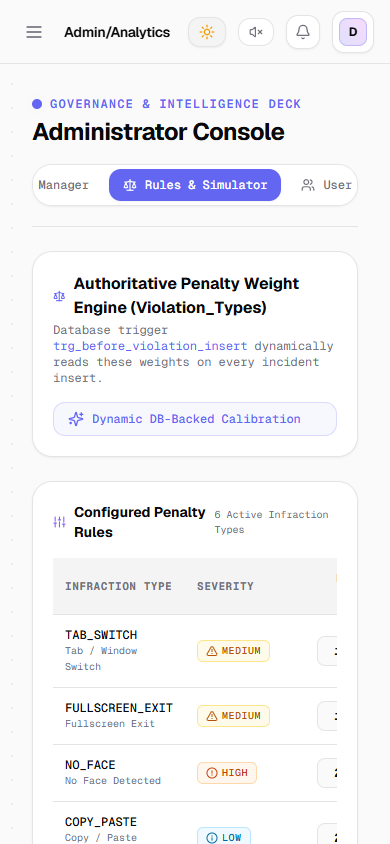 Admin/Analytics
D
GOVERNANCE & INTELLIGENCE DECK
Administrator Console
Manager
Rules & Simulator
User
Authoritative Penalty Weight
Engine (Violation_Types)
Database trigger
trg_before_violation_insert dynamically
reads these weights on every incident
insert.
Dynamic DB-Backed Calibration
Configured Penalty
Rules
6 Active Infraction
Types
INFRACTION TYPE
SEVERITY
TAB_SWITCH
Tab / Window
Switch
MEDIUM
FULLSCREEN_EXIT
Fullscreen Exit
MEDIUM
NO_FACE
No Face Detected
HIGH
COPY_PASTE
Copy / Paste
LOW